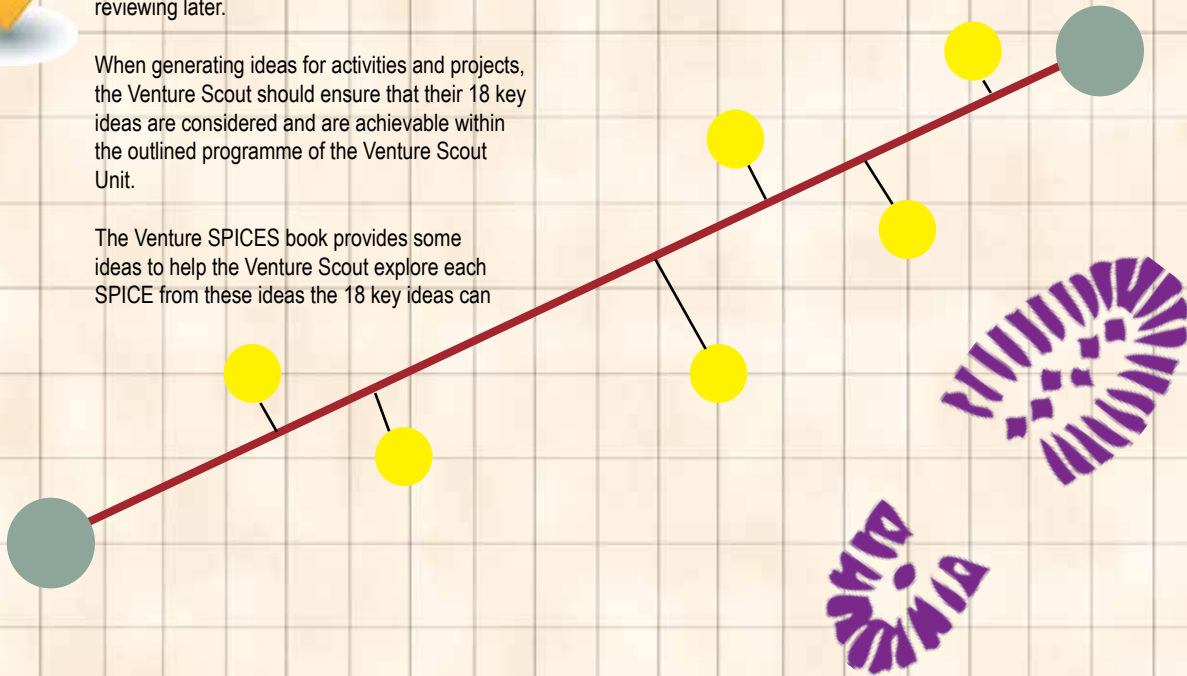 reviewing later.
When generating ideas for activities and projects,
the Venture Scout should ensure that their 18 key
ideas are considered and are achievable within
the outlined programme of the Venture Scout
Unit.
The Venture SPICES book provides some
ideas to help the Venture Scout explore each
SPICE from these ideas the 18 key ideas can